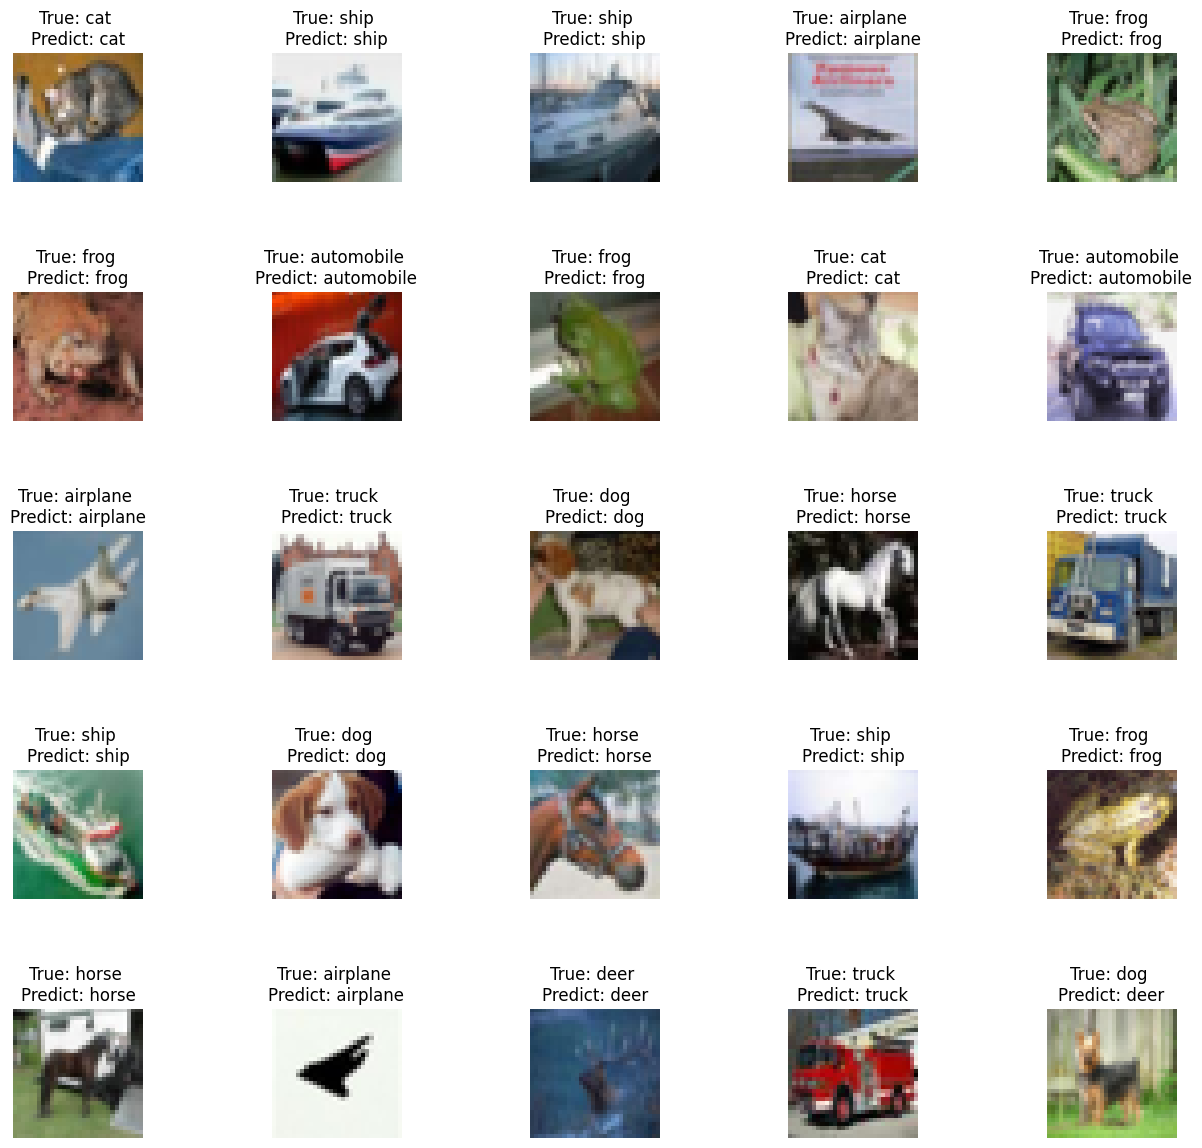 True: cat
Predict: cat
True: ship
Predict: ship
True: ship
Predict: ship
True: airplane
Predict: airplane
True: frog
Predict: frog
True: frog
Predict: frog
True: automobile
Predict: automobile
True: frog
Predict: frog
True: cat
Predict: cat
True: automobile
Predict: automobile
True: airplane
Predict: airplane
True: truck
Predict: truck
True: dog
Predict: dog
True: horse
Predict: horse
True: truck
Predict: truck
True: ship
Predict: ship
True: dog
Predict: dog
True: horse
Predict: horse
True: ship
Predict: ship
True: frog
Predict: frog
True: horse
Predict: horse
True: airplane
Predict: airplane
True: deer
Predict: deer
True: truck
Predict: truck
True: dog
Predict: deer